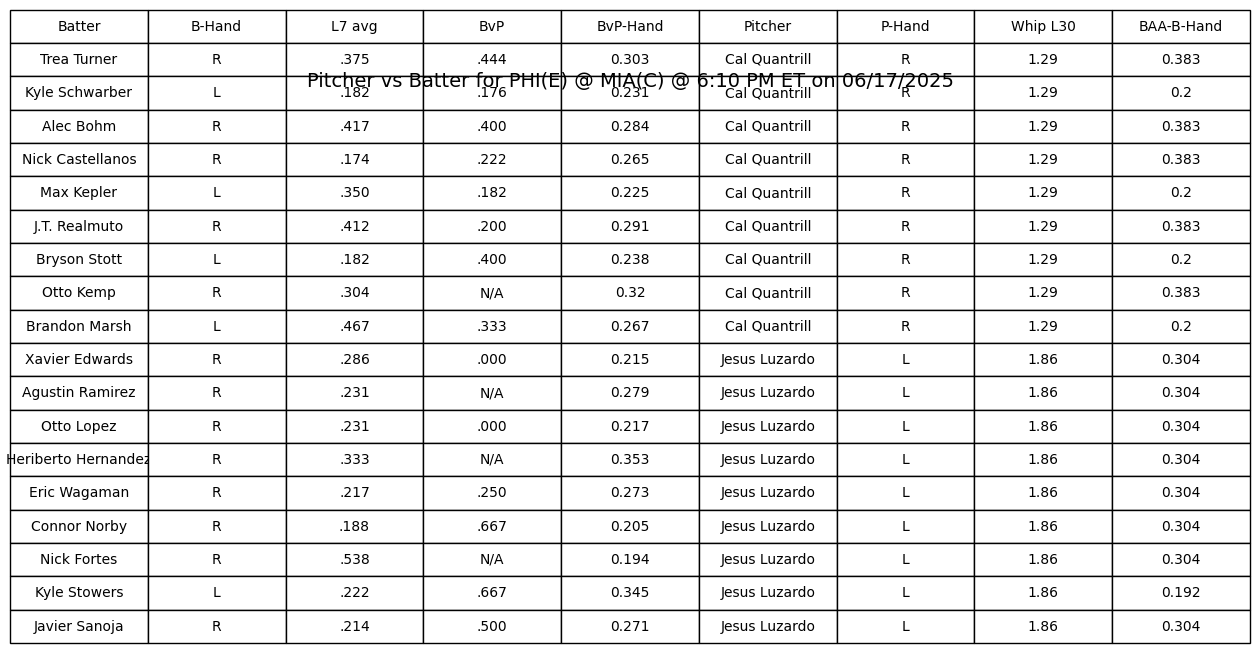 Batter B-Hand L7 avg BvP BvP-Hand Pitcher P-Hand Whip L30 BAA-B-Hand
Trea Turner R .375 .444 0.303 Cal Quantrill R 1.29 0.383
Pitcher vs Batter for PHI(E) @ MIA(C) @ 6:10 PM ET on 06/17/2025
Kyle Schwarber L .182 .176 0.231 Cal Quantrill R 1.29 0.2
Alec Bohm R .417 .400 0.284 Cal Quantrill R 1.29 0.383
Nick Castellanos R .174 .222 0.265 Cal Quantrill R 1.29 0.383
Max Kepler L .350 .182 0.225 Cal Quantrill R 1.29 0.2
J.T. Realmuto R .412 .200 0.291 Cal Quantrill R 1.29 0.383
Bryson Stott L .182 .400 0.238 Cal Quantrill R 1.29 0.2
Otto Kemp R .304 N/A 0.32 Cal Quantrill R 1.29 0.383
Brandon Marsh L .467 .333 0.267 Cal Quantrill R 1.29 0.2
Xavier Edwards R .286 .000 0.215 Jesus Luzardo L 1.86 0.304
Agustin Ramirez R .231 N/A 0.279 Jesus Luzardo L 1.86 0.304
Otto Lopez R .231 .000 0.217 Jesus Luzardo L 1.86 0.304
Heriberto Hernandez R .333 N/A 0.353 Jesus Luzardo L 1.86 0.304
Eric Wagaman R .217 .250 0.273 Jesus Luzardo L 1.86 0.304
Connor Norby R .188 .667 0.205 Jesus Luzardo L 1.86 0.304
Nick Fortes R .538 N/A 0.194 Jesus Luzardo L 1.86 0.304
Kyle Stowers L .222 .667 0.345 Jesus Luzardo L 1.86 0.192
Javier Sanoja R .214 .500 0.271 Jesus Luzardo L 1.86 0.304